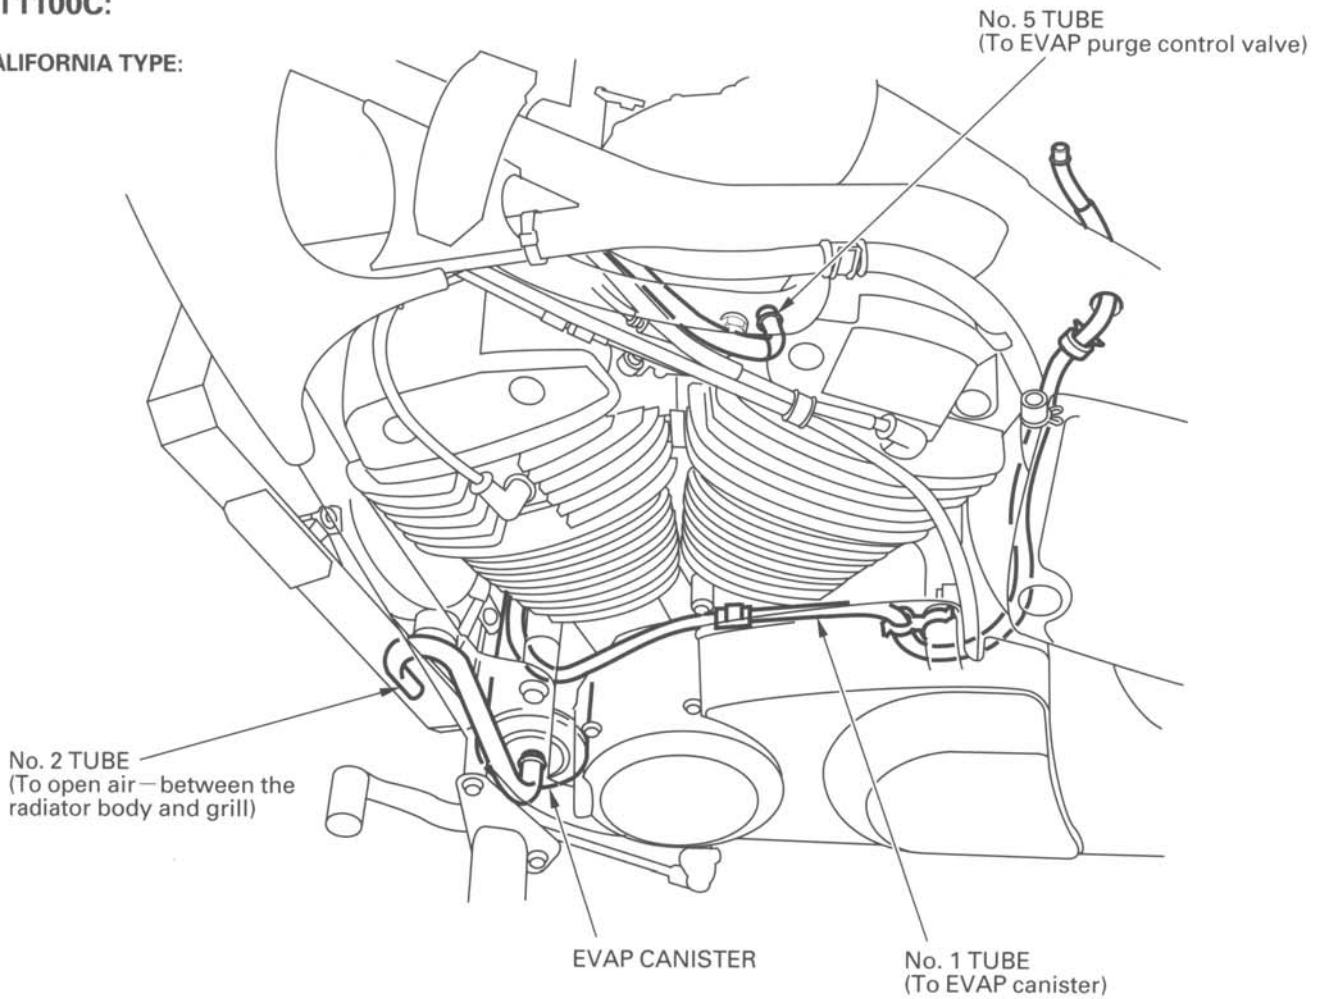 No. 5 TUBE
(To EVAP purge control valve)
No. 2 TUBE
(To open air—between the
radiator body and grill)
EVAP CANISTER
No. 1 TUBE
(To EVAP canister)
TYPE: